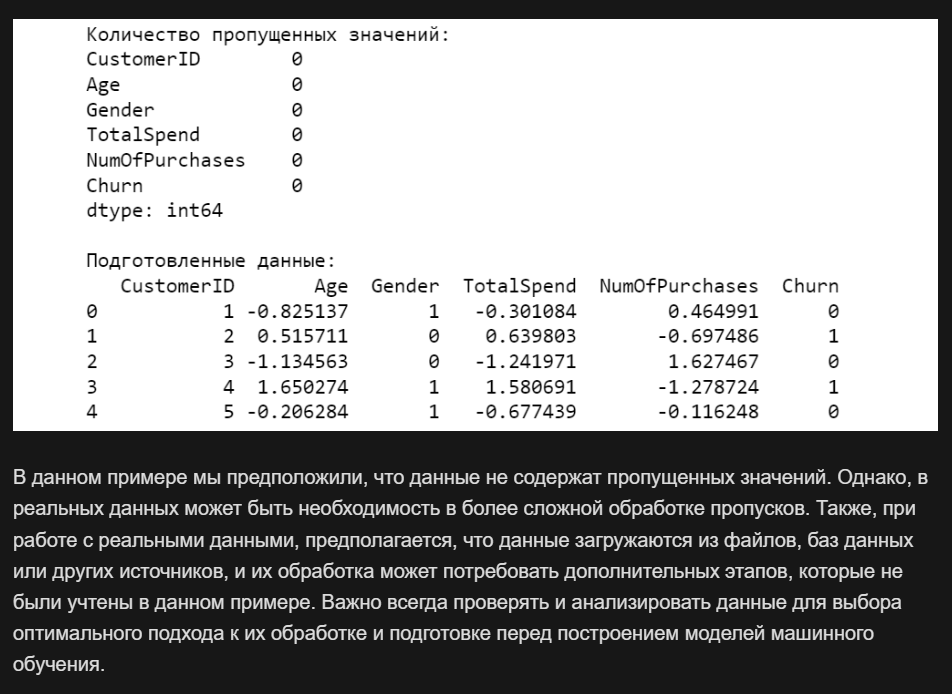 Количество пропущенных значений:
CustomerID 0
Age 0
Gender 0
TotalSpend 0
NumOfPurchases 0
Churn 0
dtype: int64
Подготовленные данные:
CustomerID Age Gender TotalSpend NumOfPurchases Churn
0 1 -0.825137 1 -0.301084 0.464991 0
1 2 0.515711 0 0.639803 -0.697486 1
2 3 -1.134563 0 -1.241971 1.627467 0
3 4 1.650274 1 1.580691 -1.278724 1
4 5 -0.206284 1 -0.677439 -0.116248 0
В данном примере мы предположили, что данные не содержат пропущенных значений. Однако, в
реальных данных может быть необходимость в более сложной обработке пропусков. Также, при
работе с реальными данными, предполагается, что данные загружаются из файлов, баз данных
или других источников, и их обработка может потребовать дополнительных этапов, которые не
были учтены в данном примере. Важно всегда проверять и анализировать данные для выбора
оптимального подхода к их обработке и подготовке перед построением моделей машинного
обучения.